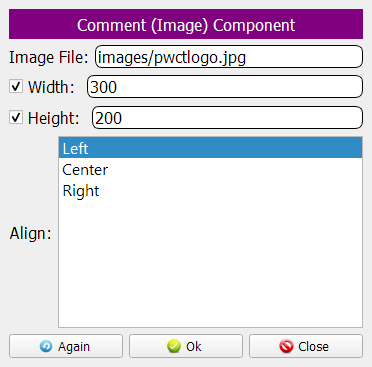 Comment (Image) Component
Image File: images/pwctlogo.jpg
Width: 300
Height: 200
Left
Center
Right
Align:
Again Ok Close